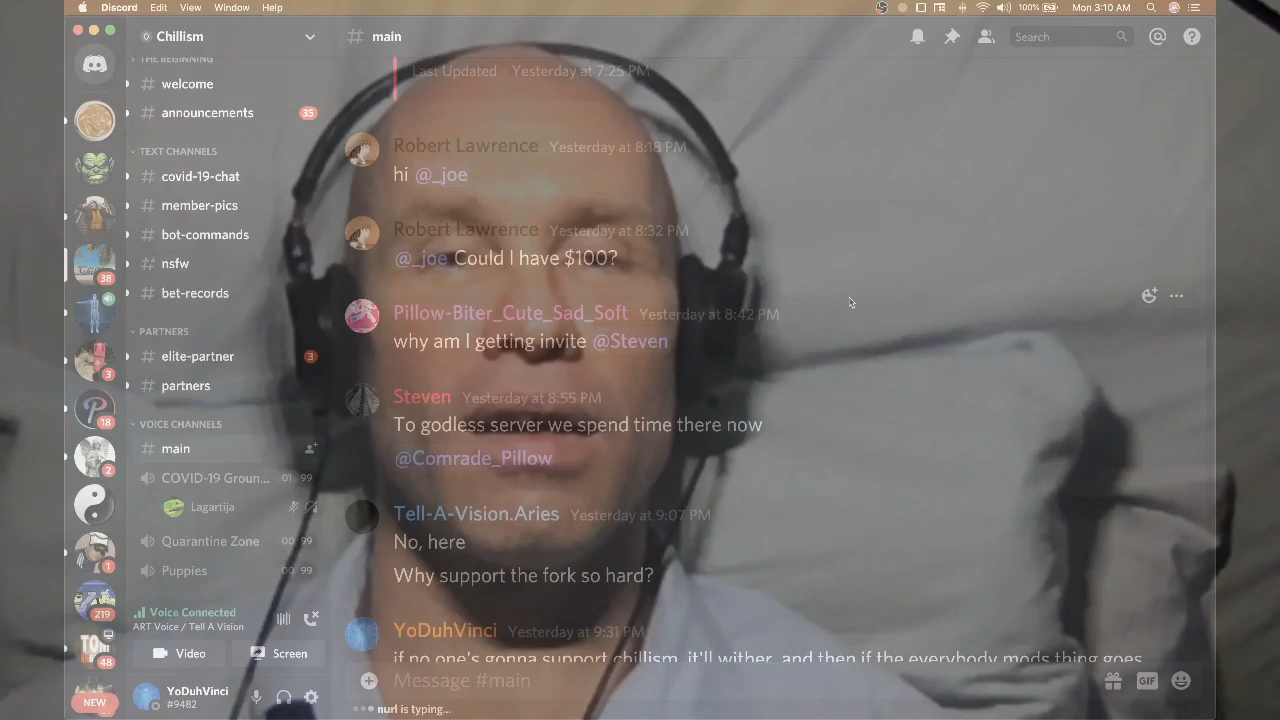 Discord Edit View Window Help 100% Mon 3:10 AM
Chillism
# main
Search
THE BEGINNING
# welcome
# announcements 35
TEXT CHANNELS
# covid-19-chat
# member-pics
# bot-commands
# nsfw
# bet-records
PARTNERS
# elite-partner 3
# partners
VOICE CHANNELS
# main
COVID-19 Groun... 01 99
Lagartija
Quarantine Zone 00 99
Puppies 00 99
Voice Connected
ART Voice / Tell A Vision
Video Screen
YoDuhVinci
#9482
38
3
18
2
1
219
48
NEW
Last Updated Yesterday at 7:25 PM
Robert Lawrence Yesterday at 8:18 PM
hi @_joe
Robert Lawrence Yesterday at 8:32 PM
@_joe Could I have $100?
Pillow-Biter_Cute_Sad_Soft Yesterday at 8:42 PM
why am I getting invite @Steven
Steven Yesterday at 8:55 PM
To godless server we spend time there now
@Comrade_Pillow
Tell-A-Vision.Aries Yesterday at 9:07 PM
No, here
Why support the fork so hard?
YoDuhVinci Yesterday at 9:31 PM
if no one's gonna support chillism, it'll wither, and then if the everybody mods thing goes
Message #main
GIF
nurl is typing...